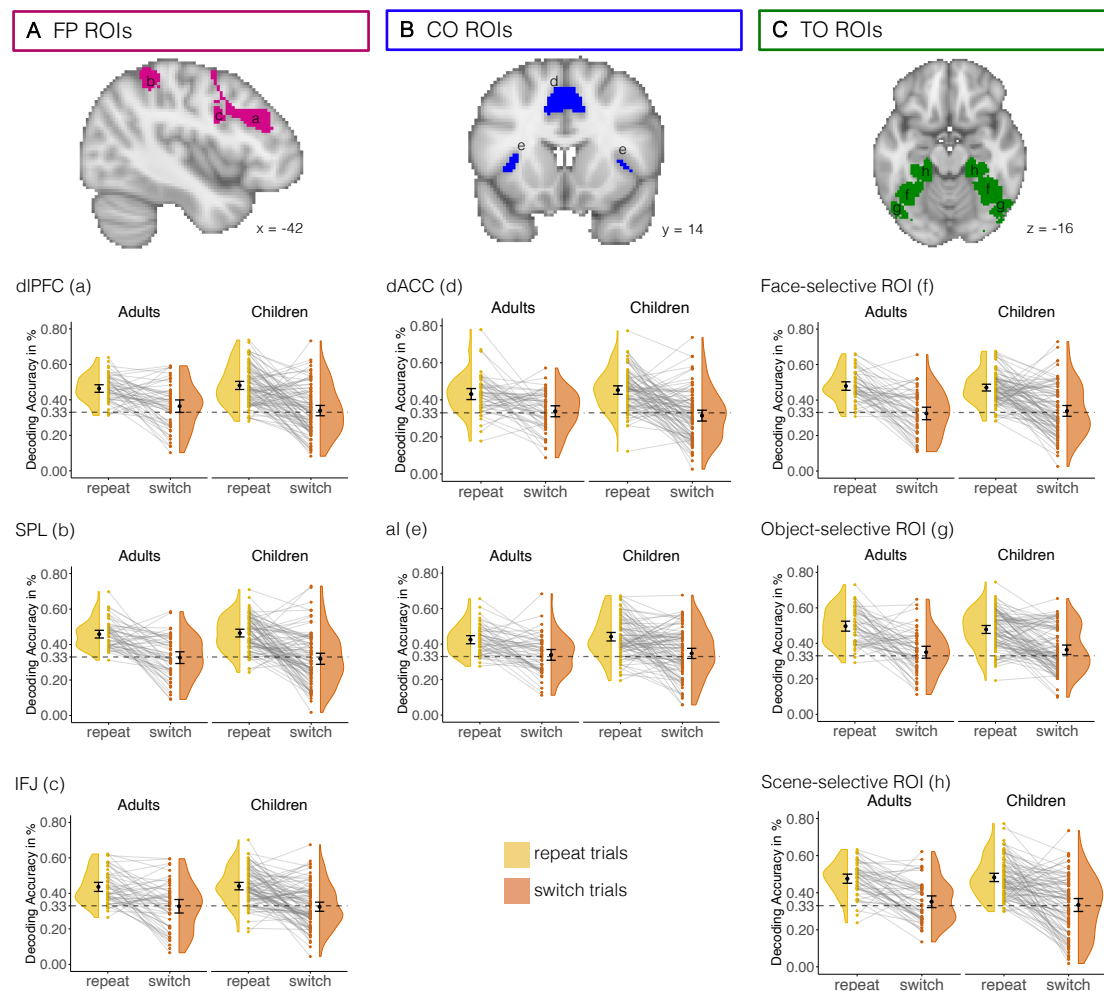 A FP ROIs
B CO ROIs
C TO ROIs
b
c
a
x = -42
d
e
e
y = 14
h
h
f
f
g
g
z = -16
dlPFC (a)
Adults
Children
Decoding Accuracy in %
0.80
0.60
0.40
0.33
0.20
0.00
repeat
switch
repeat
switch
dACC (d)
Adults
Children
Decoding Accuracy in %
0.80
0.60
0.40
0.33
0.20
0.00
repeat
switch
repeat
switch
Face-selective ROI (f)
Adults
Children
Decoding Accuracy in %
0.80
0.60
0.40
0.33
0.20
0.00
repeat
switch
repeat
switch
SPL (b)
Adults
Children
Decoding Accuracy in %
0.80
0.60
0.40
0.33
0.20
0.00
repeat
switch
repeat
switch
aI (e)
Adults
Children
Decoding Accuracy in %
0.80
0.60
0.40
0.33
0.20
0.00
repeat
switch
repeat
switch
Object-selective ROI (g)
Adults
Children
Decoding Accuracy in %
0.80
0.60
0.40
0.33
0.20
0.00
repeat
switch
repeat
switch
IFJ (c)
Adults
Children
Decoding Accuracy in %
0.80
0.60
0.40
0.33
0.20
0.00
repeat
switch
repeat
switch
repeat trials
switch trials
Scene-selective ROI (h)
Adults
Children
Decoding Accuracy in %
0.80
0.60
0.40
0.33
0.20
0.00
repeat
switch
repeat
switch